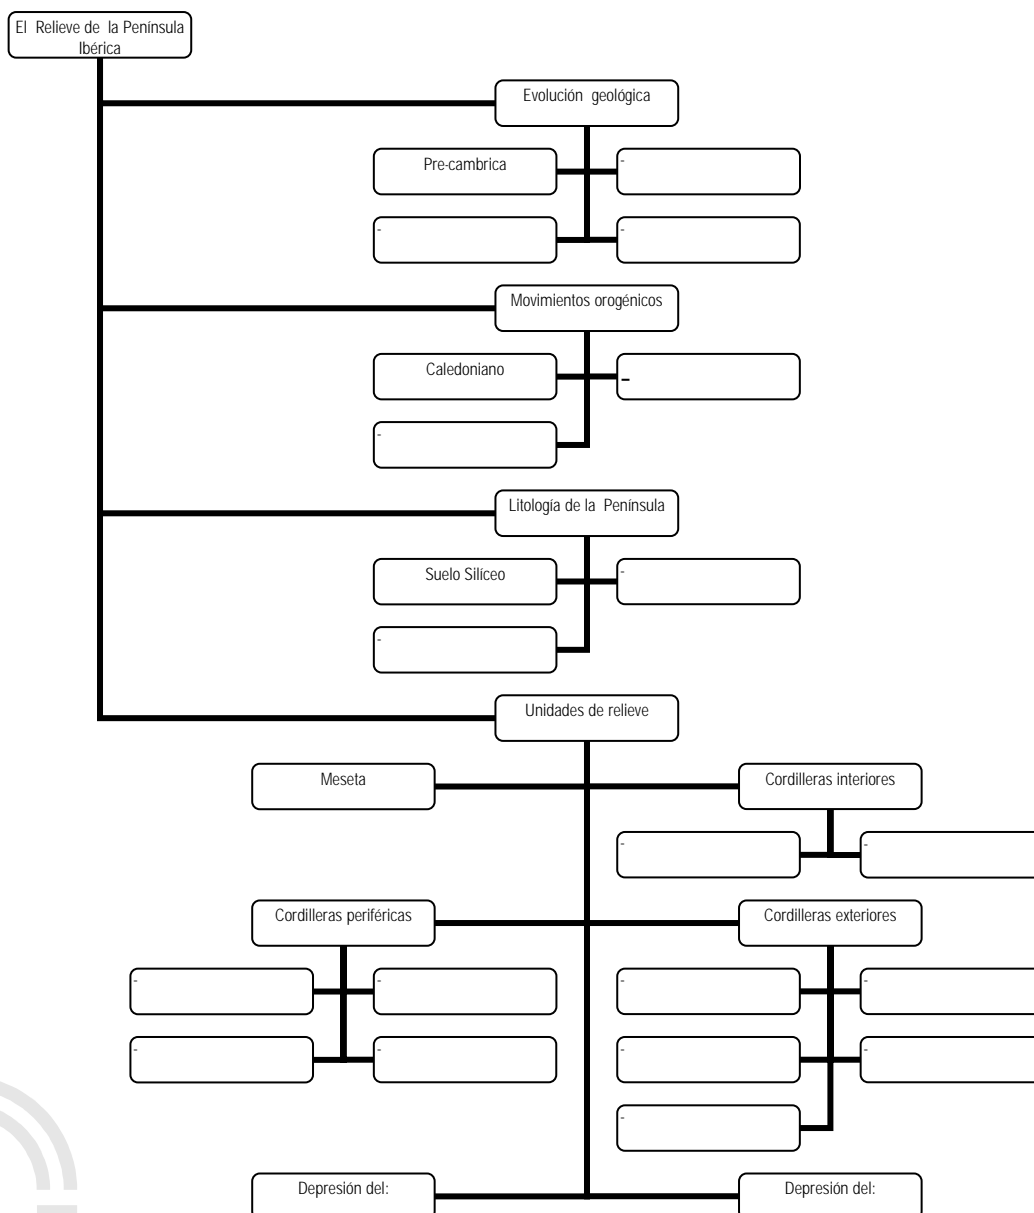 El Relieve de la Península
Ibérica
Evolución geológica
Pre-cambrica
-
-
-
Movimientos orogénicos
Caledoniano
-
-
Litología de la Península
Suelo Silíceo
-
-
Unidades de relieve
Meseta
Cordilleras interiores
-
-
Cordilleras periféricas
Cordilleras exteriores
-
-
-
-
-
-
-
-
-
Depresión del:
Depresión del: